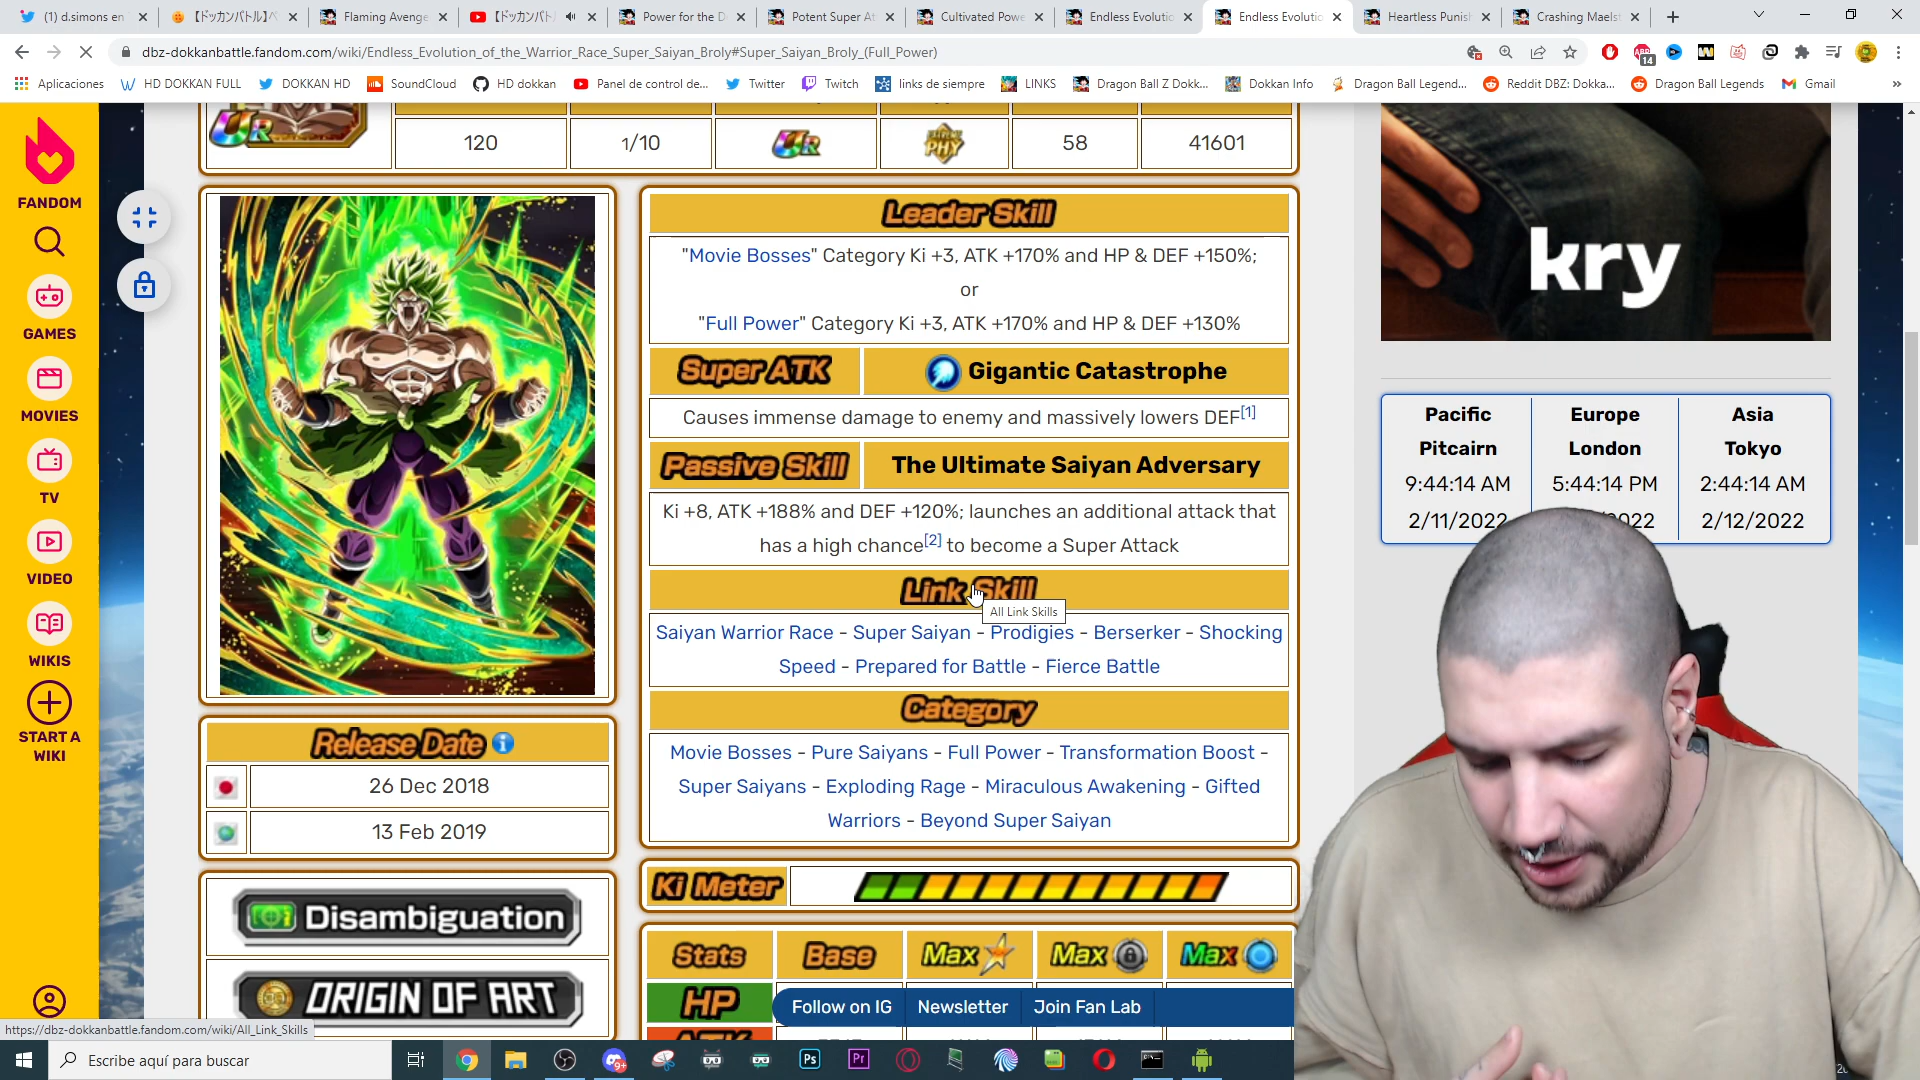 (1) d.simons en
【ドッカンバトル】ベ
Flaming Avenge
【ドッカンバト
Power for the D
Potent Super At
Cultivated Powe
Endless Evolutio
Endless Evolutio
Heartless Punish
Crashing Maelst
dbz-dokkanbattle.fandom.com/wiki/Endless_Evolution_of_the_Warrior_Race_Super_Saiyan_Broly#Super_Saiyan_Broly_(Full_Power)
14
Aplicaciones
HD DOKKAN FULL
DOKKAN HD
SoundCloud
HD dokkan
Panel de control de...
Twitter
Twitch
links de siempre
LINKS
Dragon Ball Z Dokk...
Dokkan Info
Dragon Ball Legend...
Reddit DBZ: Dokka...
Dragon Ball Legends
Gmail
»
FANDOM
GAMES
MOVIES
TV
VIDEO
WIKIS
START A
WIKI
UR
120
1/10
UR
PHY
58
41601
Leader Skill
"Movie Bosses" Category Ki +3, ATK +170% and HP & DEF +150%;
or
"Full Power" Category Ki +3, ATK +170% and HP & DEF +130%
Super ATK
Gigantic Catastrophe
Causes immense damage to enemy and massively lowers DEF[1]
Passive Skill
The Ultimate Saiyan Adversary
Ki +8, ATK +188% and DEF +120%; launches an additional attack that
has a high chance[2] to become a Super Attack
Link Skill
All Link Skills
Saiyan Warrior Race - Super Saiyan - Prodigies - Berserker - Shocking
Speed - Prepared for Battle - Fierce Battle
Category
Movie Bosses - Pure Saiyans - Full Power - Transformation Boost -
Super Saiyans - Exploding Rage - Miraculous Awakening - Gifted
Warriors - Beyond Super Saiyan
Ki Meter
Release Date
26 Dec 2018
13 Feb 2019
Disambiguation
ORIGIN OF ART
Stats
Base
Max
Max
Max
HP
ATK
Follow on IG
Newsletter
Join Fan Lab
kry
Pacific
Pitcairn
9:44:14 AM
2/11/2022
Europe
London
5:44:14 PM
2022
Asia
Tokyo
2:44:14 AM
2/12/2022
https://dbz-dokkanbattle.fandom.com/wiki/All_Link_Skills
Escribe aquí para buscar
9+
Ps
Pr